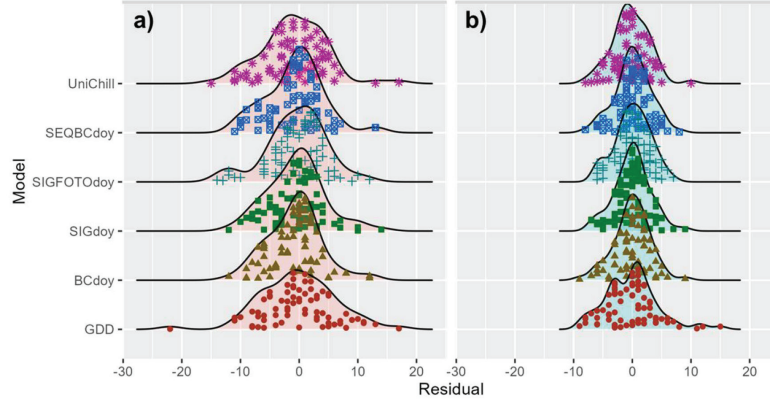 a)
b)
UniChill
SEQBCdoy
SIGFOTOdoy
SIGdoy
BCdoy
GDD
Model
-30 -20 -10 0 10 20 -30 -20 -10 0 10 20
Residual